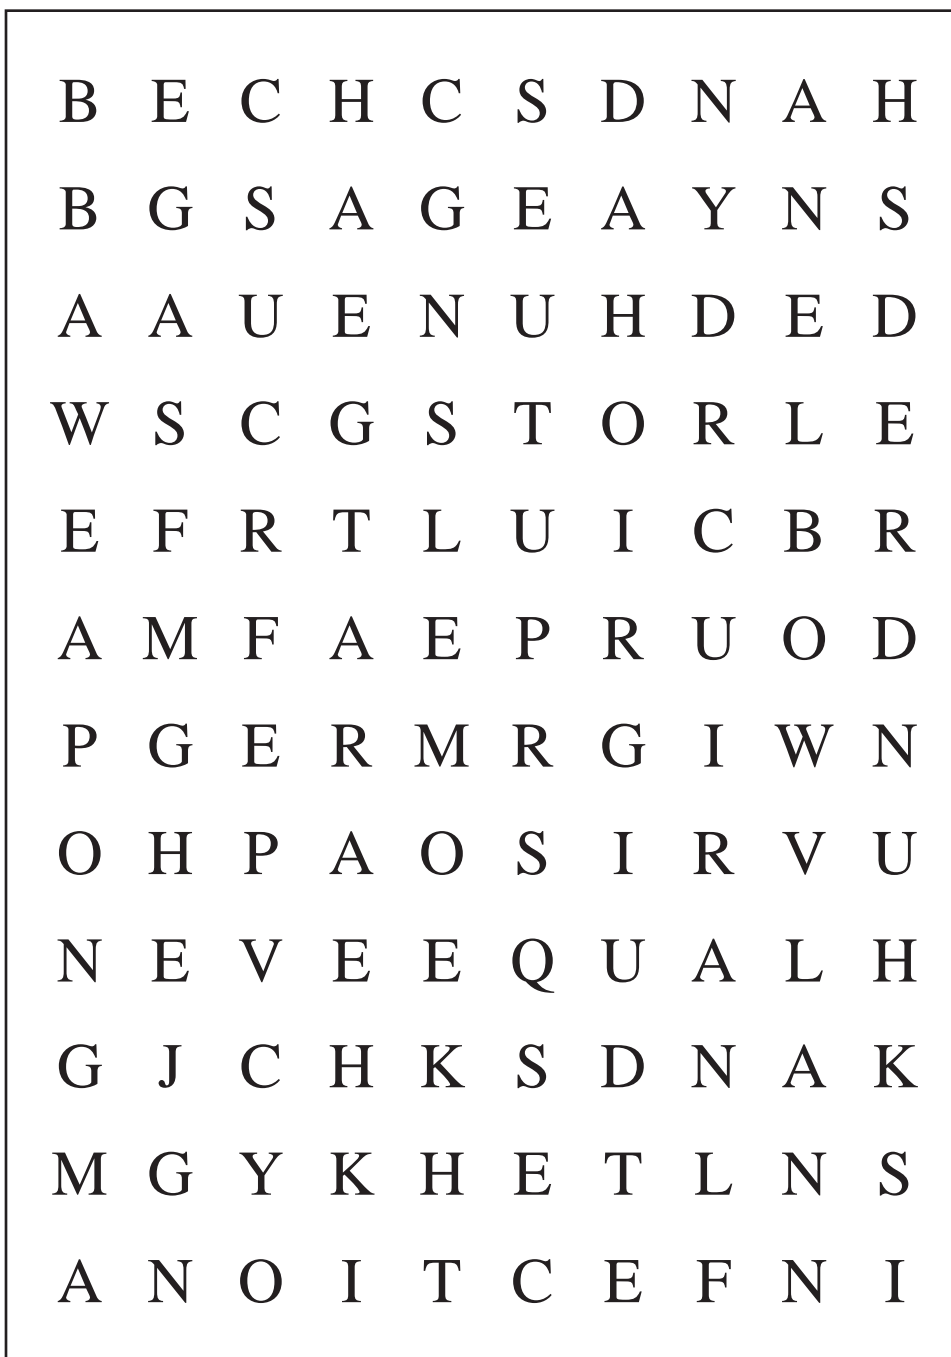 B E C H C S D N A H
B G S A G E A Y N S
A A U E N U H D E D
W S C G S T O R L E
E F R T L U I C B R
A M F A E P R U O D
P G E R M R G I W N
O H P A O S I R V U
N E V E E Q U A L H
G J C H K S D N A K
M G Y K H E T L N S
A N O I T C E F N I